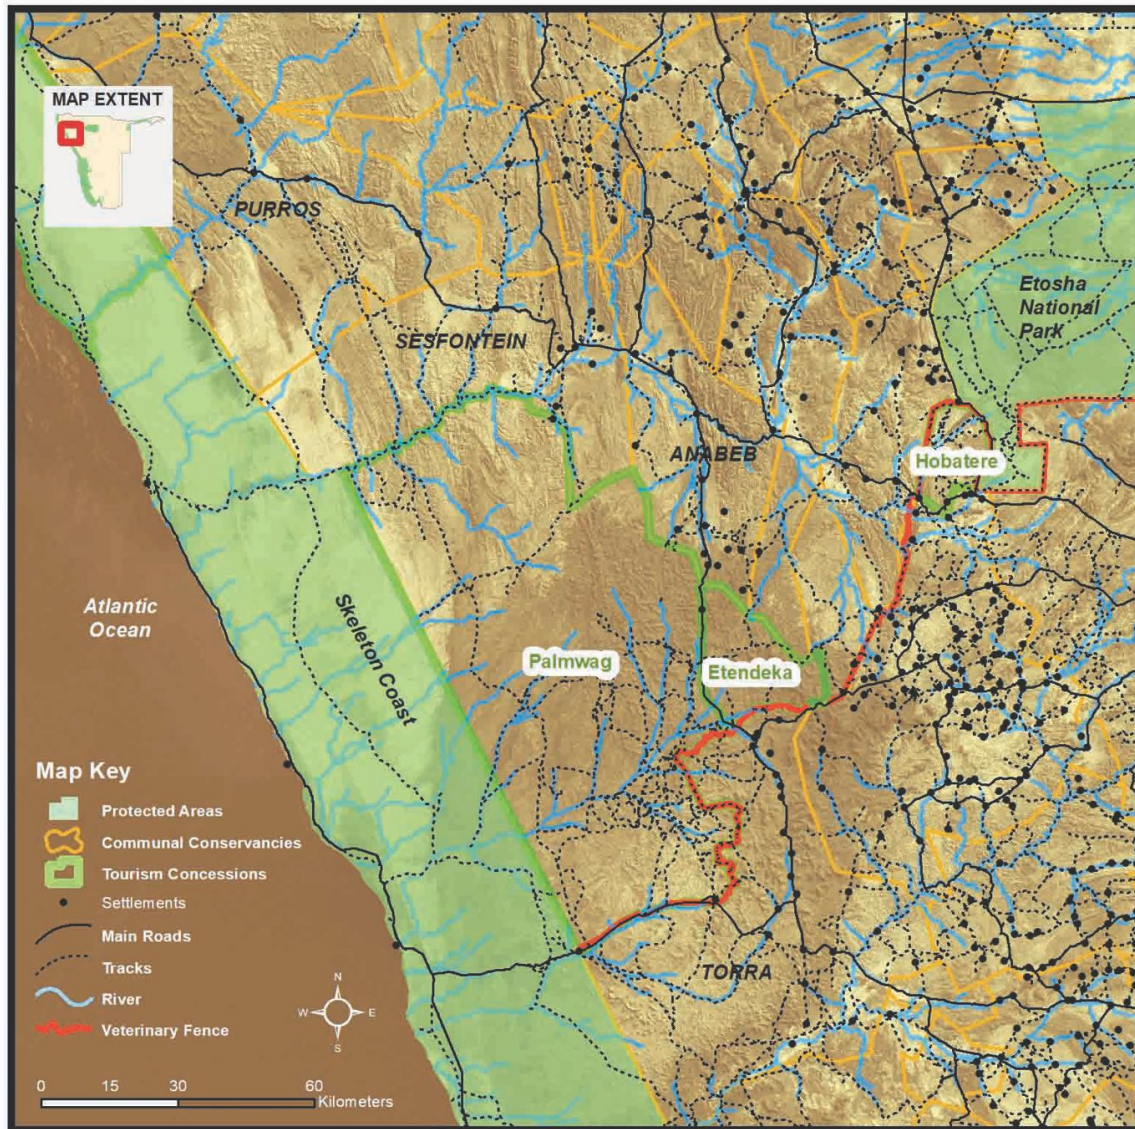 MAP EXTENT
PURROS
SESFONTEIN
Etosha
National
Park
ANABEB
Hobatere
Atlantic
Ocean
Skeleton Coast
Palmwag
Etendeka
TORRA
Map Key
Protected Areas
Communal Conservancies
Tourism Concessions
Settlements
Main Roads
Tracks
River
Veterinary Fence
N
W
E
S
0 15 30 60
Kilometers